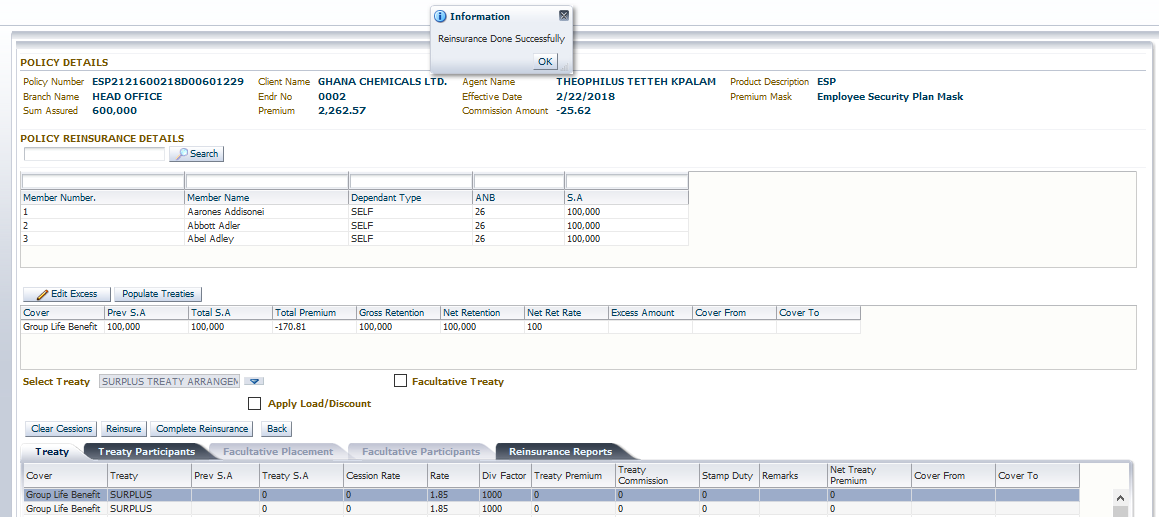 Information
Reinsurance Done Successfully
OK
POLICY DETAILS
Policy Number ESP2121600218D00601229 Client Name GHANA CHEMICALS LTD. Agent Name THEOPHILUS TETTEH KPALAM Product Description ESP
Branch Name HEAD OFFICE Endr No 0002 Effective Date 2/22/2018 Premium Mask Employee Security Plan Mask
Sum Assured 600,000 Premium 2,262.57 Commission Amount -25.62
POLICY REINSURANCE DETAILS
Search
Member Number. Member Name Dependant Type ANB S.A
1 Aarones Addisonei SELF 26 100,000
2 Abbott Adler SELF 26 100,000
3 Abel Adley SELF 26 100,000
Edit Excess Populate Treaties
Cover Prev S.A Total S.A Total Premium Gross Retention Net Retention Net Ret Rate Excess Amount Cover From Cover To
Group Life Benefit 100,000 100,000 -170.81 100,000 100,000 100
Select Treaty SURPLUS TREATY ARRANGEM Facultative Treaty
Apply Load/Discount
Clear Cessions Reinsure Complete Reinsurance Back
Treaty Treaty Participants Facultative Placement Facultative Participants Reinsurance Reports
Cover Treaty Prev S.A Treaty S.A Cession Rate Rate Div Factor Treaty Premium Treaty Commission Stamp Duty Remarks Net Treaty Premium Cover From Cover To
Group Life Benefit SURPLUS 0 0 1.85 1000 0 0 0 0
Group Life Benefit SURPLUS 0 0 1.85 1000 0 0 0 0